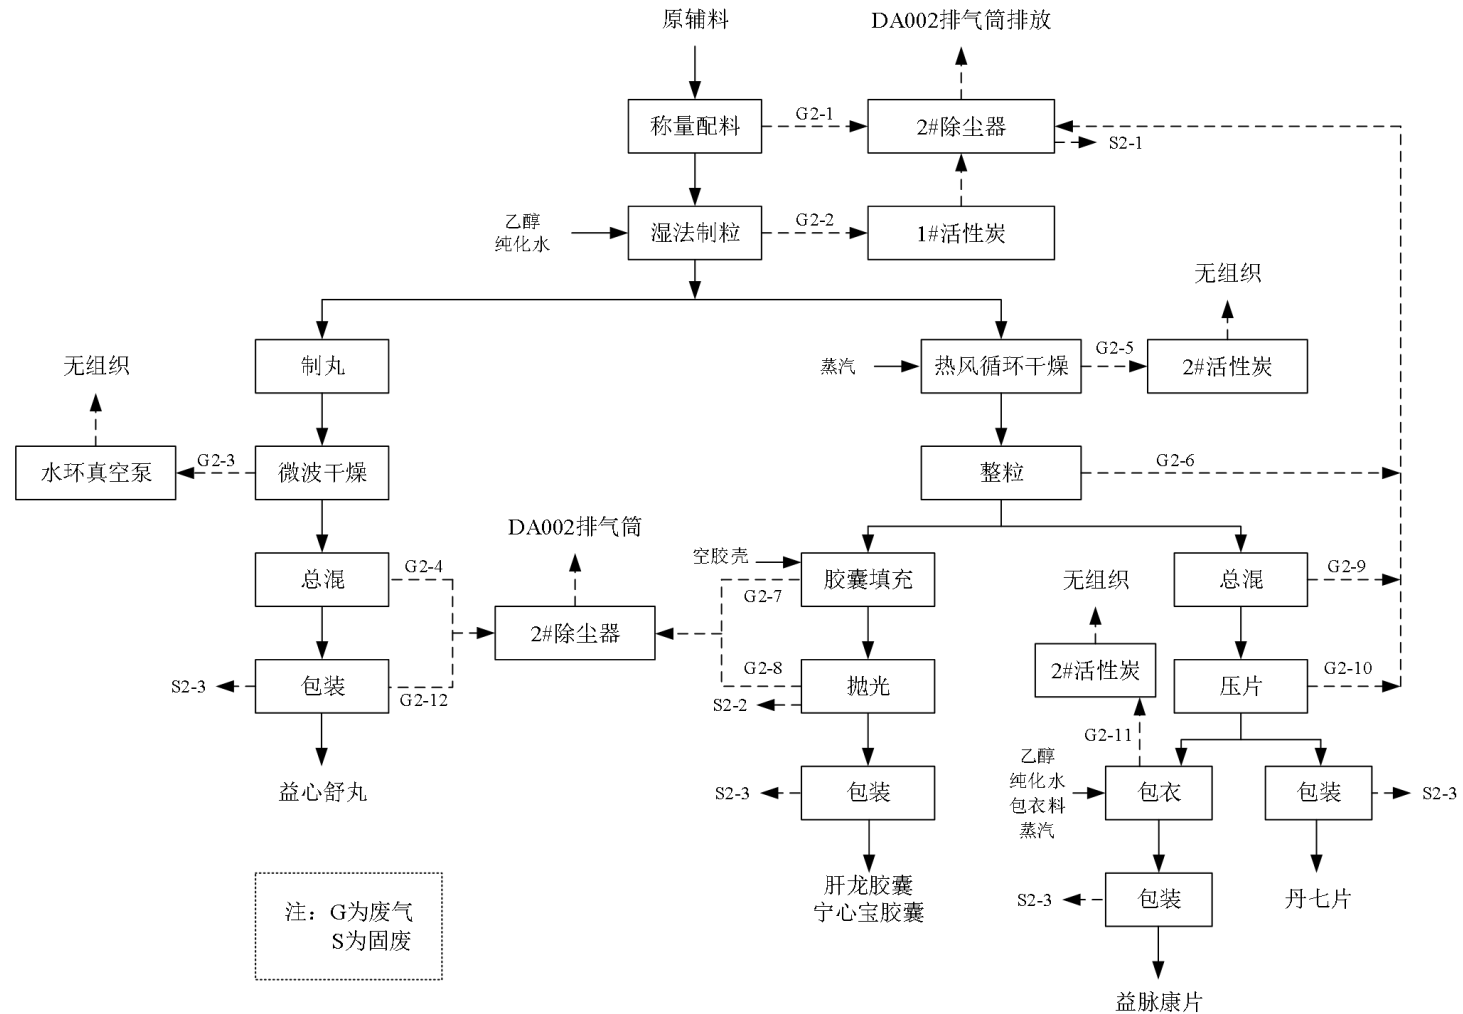 原辅料
DA002排气筒排放
称量配料
G2-1
2#除尘器
S2-1
乙醇
纯化水
湿法制粒
G2-2
1#活性炭
无组织
无组织
制丸
蒸汽
热风循环干燥
G2-5
2#活性炭
水环真空泵
G2-3
微波干燥
整粒
G2-6
DA002排气筒
总混
G2-4
空胶壳
胶囊填充
G2-7
无组织
总混
G2-9
2#除尘器
S2-3
包装
G2-12
G2-8
抛光
S2-2
2#活性炭
压片
G2-10
G2-11
益心舒丸
S2-3
包装
乙醇
纯化水
包衣料
蒸汽
包衣
包装
S2-3
肝龙胶囊
宁心宝胶囊
S2-3
包装
丹七片
注：G为废气
S为固废
益脉康片